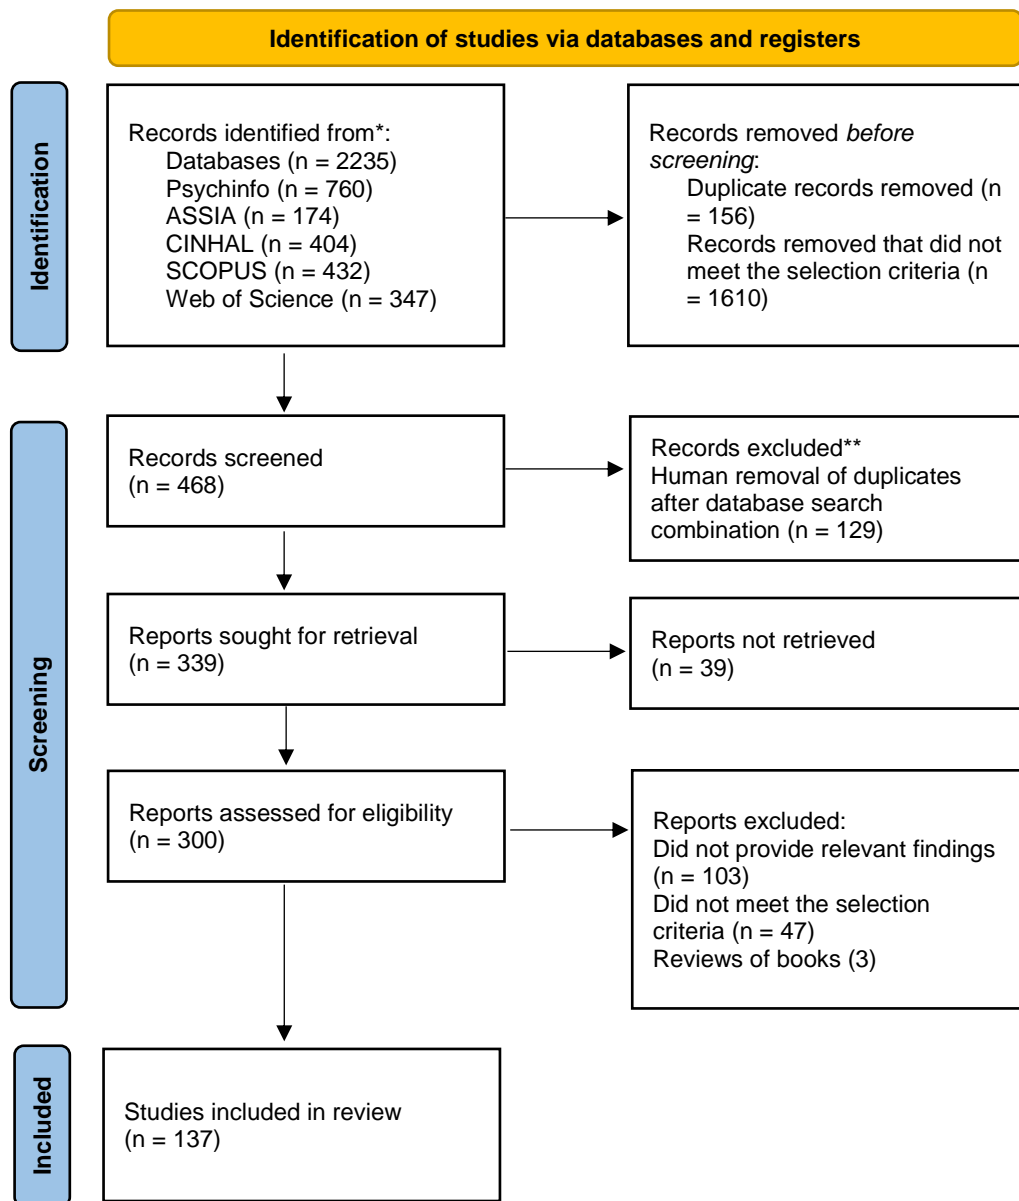 Identification of studies via databases and registers
Identification
Records identified from*:
Databases (n = 2235)
Psychinfo (n = 760)
ASSIA (n = 174)
CINHAL (n = 404)
SCOPUS (n = 432)
Web of Science (n = 347)
Records removed before
screening:
Duplicate records removed (n
= 156)
Records removed that did not
meet the selection criteria (n
= 1610)
Screening
Records screened
(n = 468)
Records excluded**
Human removal of duplicates
after database search
combination (n = 129)
Reports sought for retrieval
(n = 339)
Reports not retrieved
(n = 39)
Reports assessed for eligibility
(n = 300)
Reports excluded:
Did not provide relevant findings
(n = 103)
Did not meet the selection
criteria (n = 47)
Reviews of books (3)
Included
Studies included in review
(n = 137)